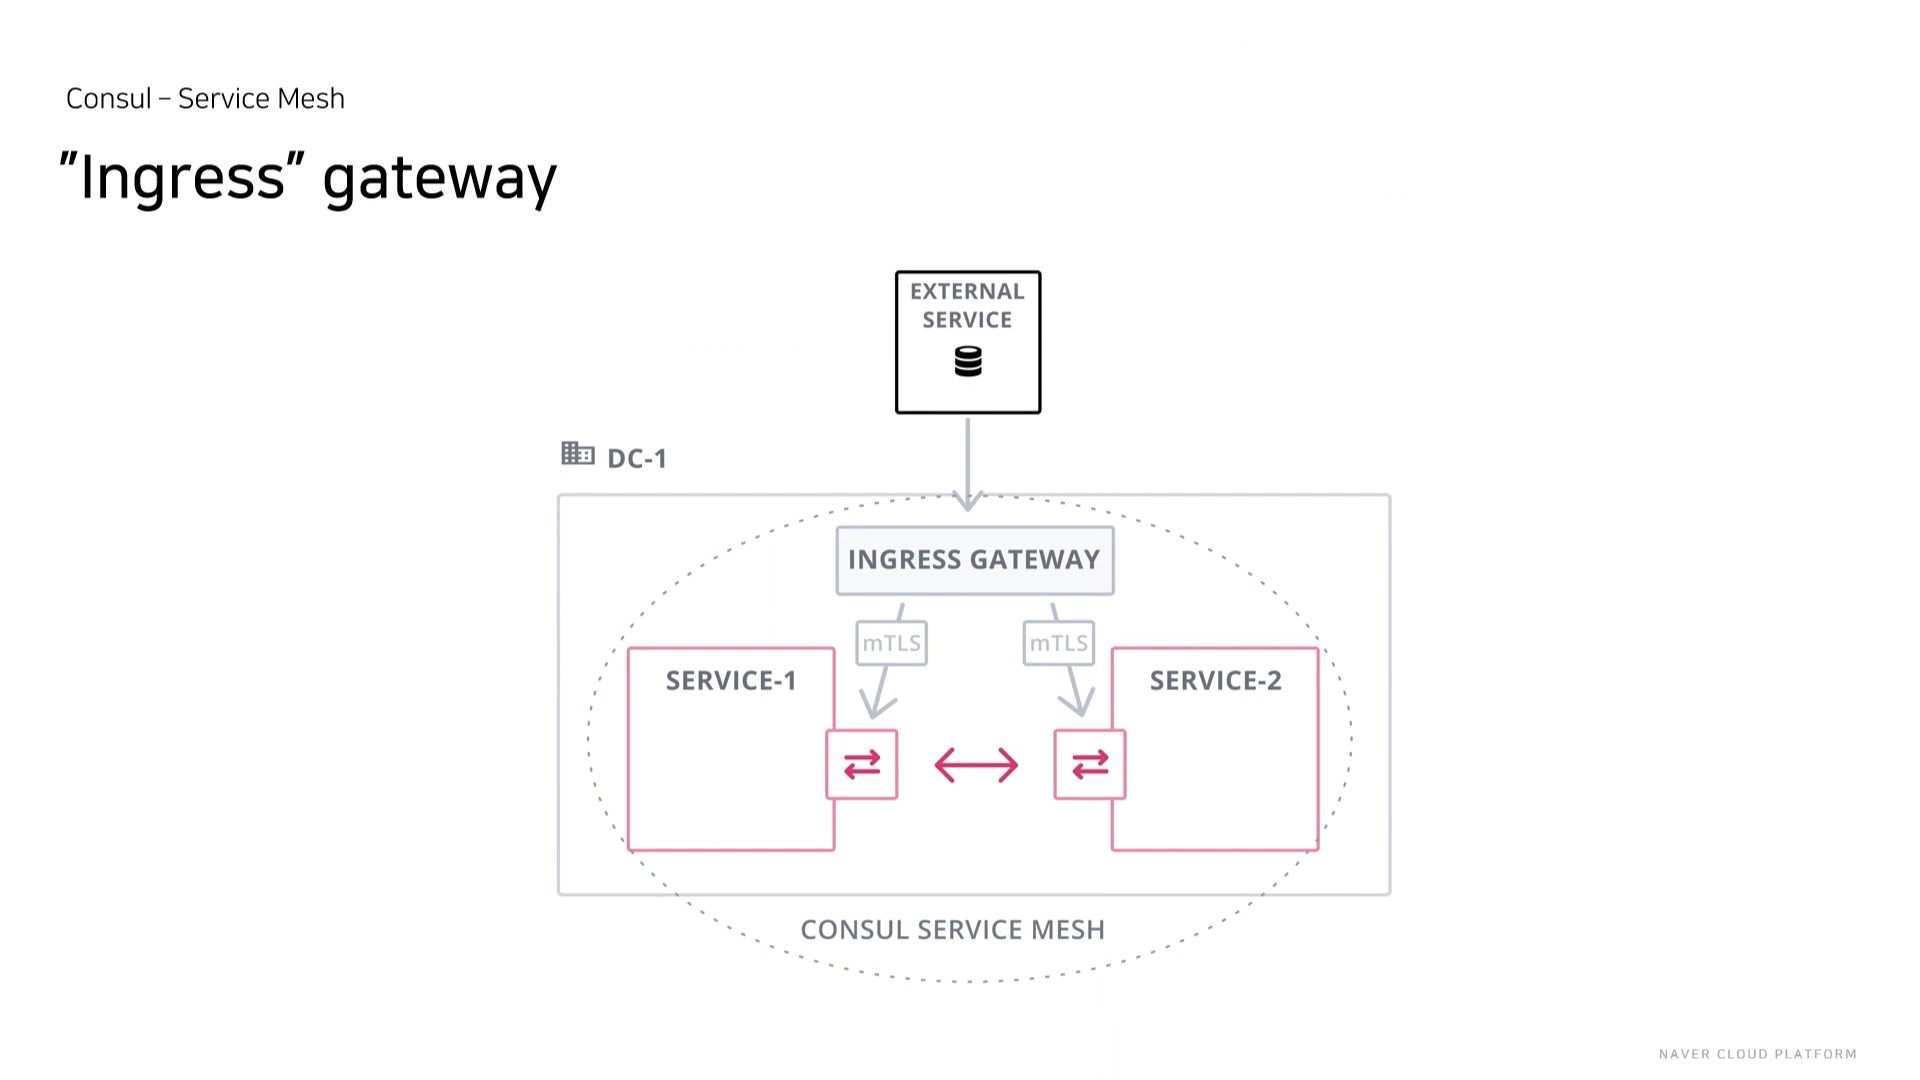 Consul – Service Mesh
"Ingress" gateway
EXTERNAL
SERVICE
DC-1
INGRESS GATEWAY
mTLS
mTLS
SERVICE-1
SERVICE-2
CONSUL SERVICE MESH
NAVER CLOUD PLATFORM